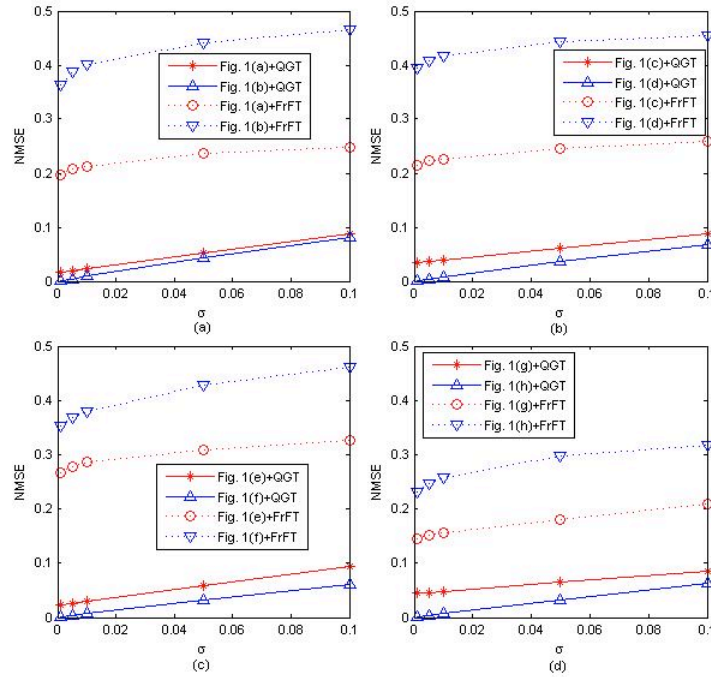 0.5
0.4
0.3
0.2
0.1
0
NMSE
Fig. 1(a)+QGT
Fig. 1(b)+QGT
Fig. 1(a)+FrFT
Fig. 1(b)+FrFT
0 0.02 0.04 0.06 0.08 0.1
σ
(a)
0.5
0.4
0.3
0.2
0.1
0
NMSE
Fig. 1(c)+QGT
Fig. 1(d)+QGT
Fig. 1(c)+FrFT
Fig. 1(d)+FrFT
0 0.02 0.04 0.06 0.08 0.1
σ
(b)
0.5
0.4
0.3
0.2
0.1
0
NMSE
Fig. 1(e)+QGT
Fig. 1(f)+QGT
Fig. 1(e)+FrFT
Fig. 1(f)+FrFT
0 0.02 0.04 0.06 0.08 0.1
σ
(c)
0.5
0.4
0.3
0.2
0.1
0
NMSE
Fig. 1(g)+QGT
Fig. 1(h)+QGT
Fig. 1(g)+FrFT
Fig. 1(h)+FrFT
0 0.02 0.04 0.06 0.08 0.1
σ
(d)